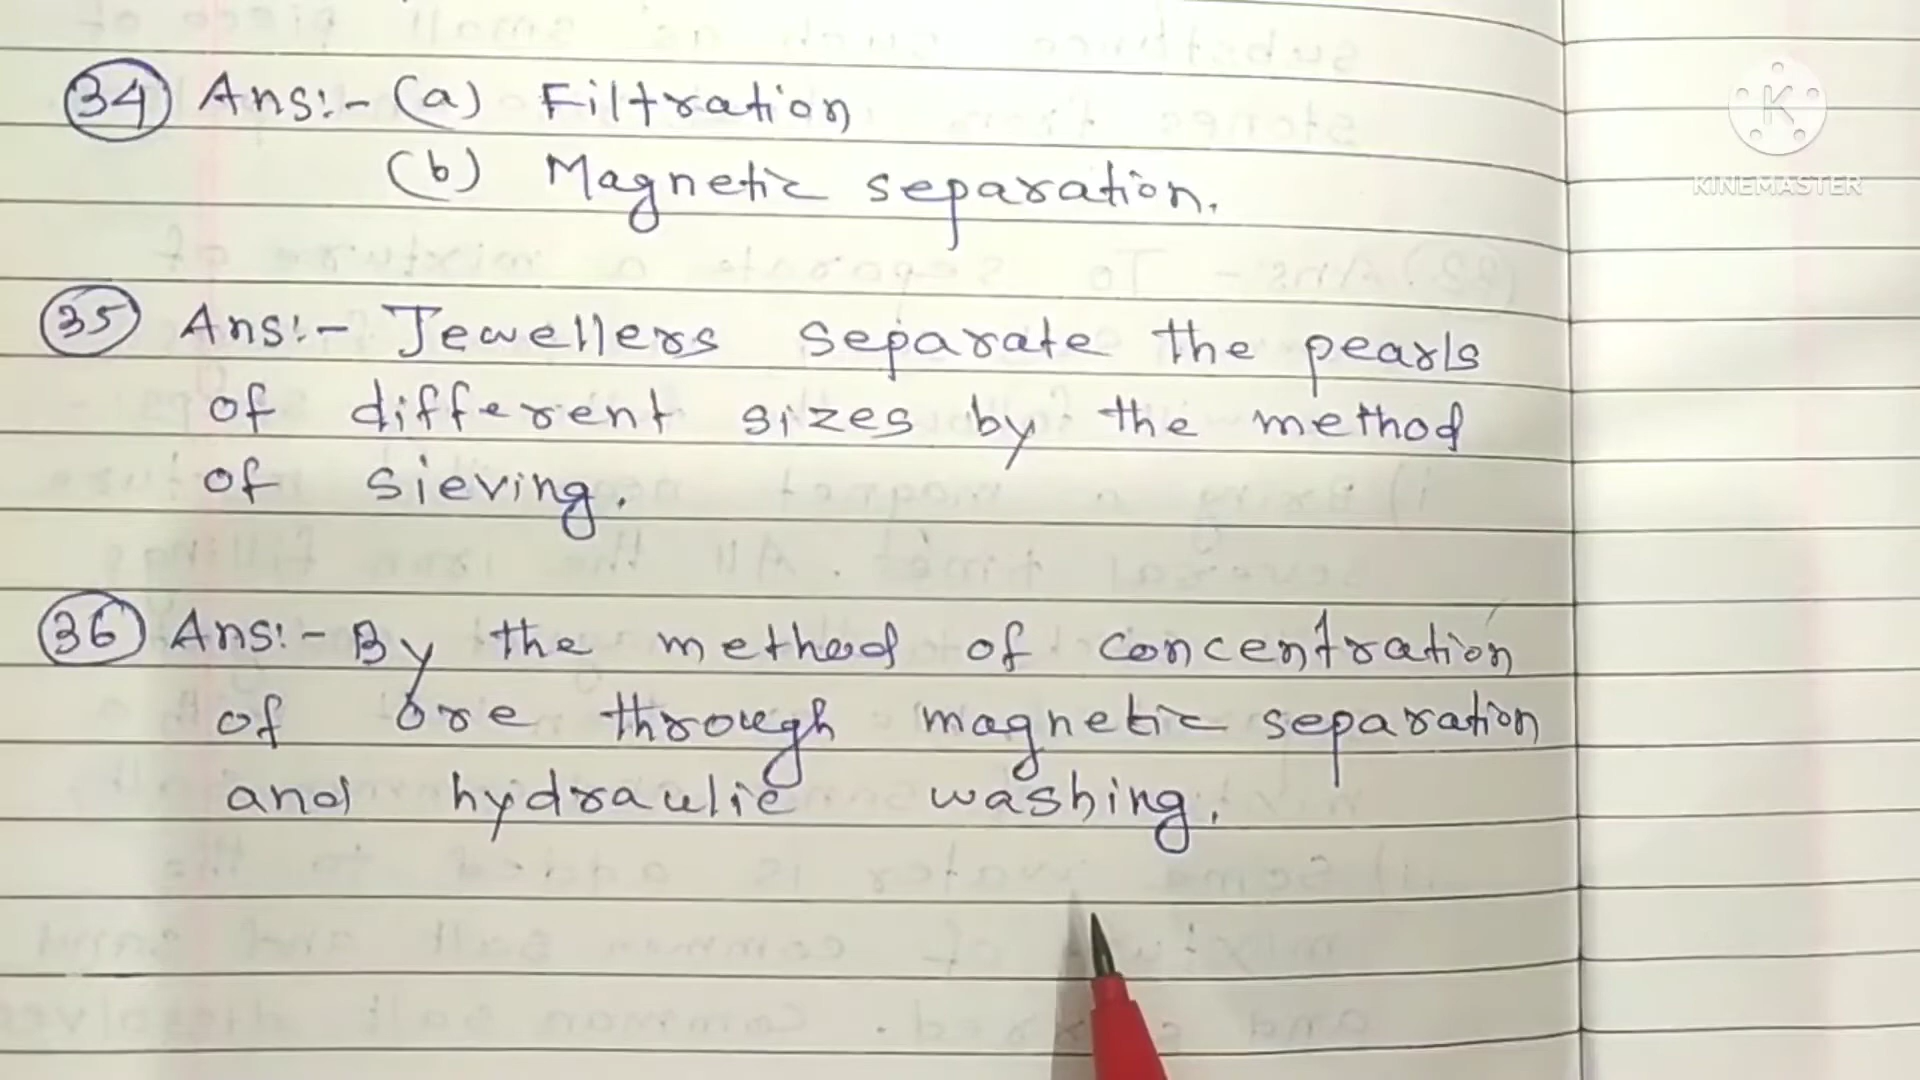 34 Ans:- (a) Filtration
(b) Magnetic separation.
35 Ans:- Jewellers separate the pearls
of different sizes by the method
of sieving.
36 Ans:- By the method of concentration
of ore through magnetic separation
and hydraulic washing.
K
KINEMASTER